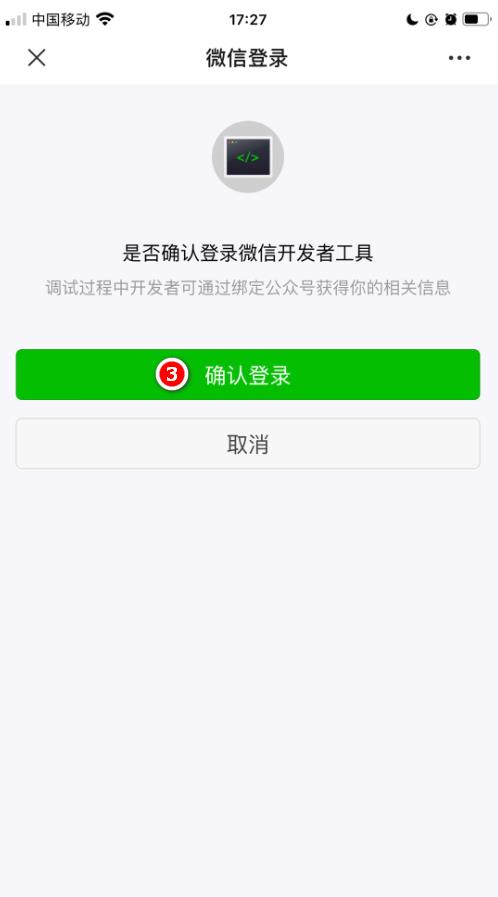 中国移动
17:27
微信登录
</>
是否确认登录微信开发者工具
调试过程中开发者可通过绑定公众号获得你的相关信息
3 确认登录
取消